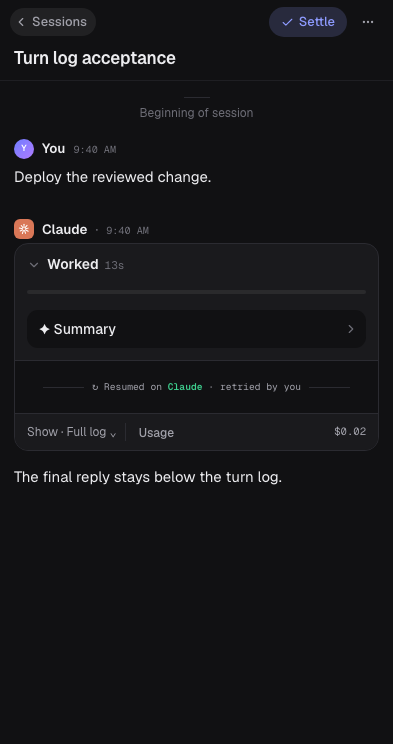 Sessions
Settle
Turn log acceptance
Beginning of session
Y You 9:40 AM
Deploy the reviewed change.
Claude · 9:40 AM
Worked 13s
Summary
↻ Resumed on Claude · retried by you
Show · Full log
Usage
$0.02
The final reply stays below the turn log.